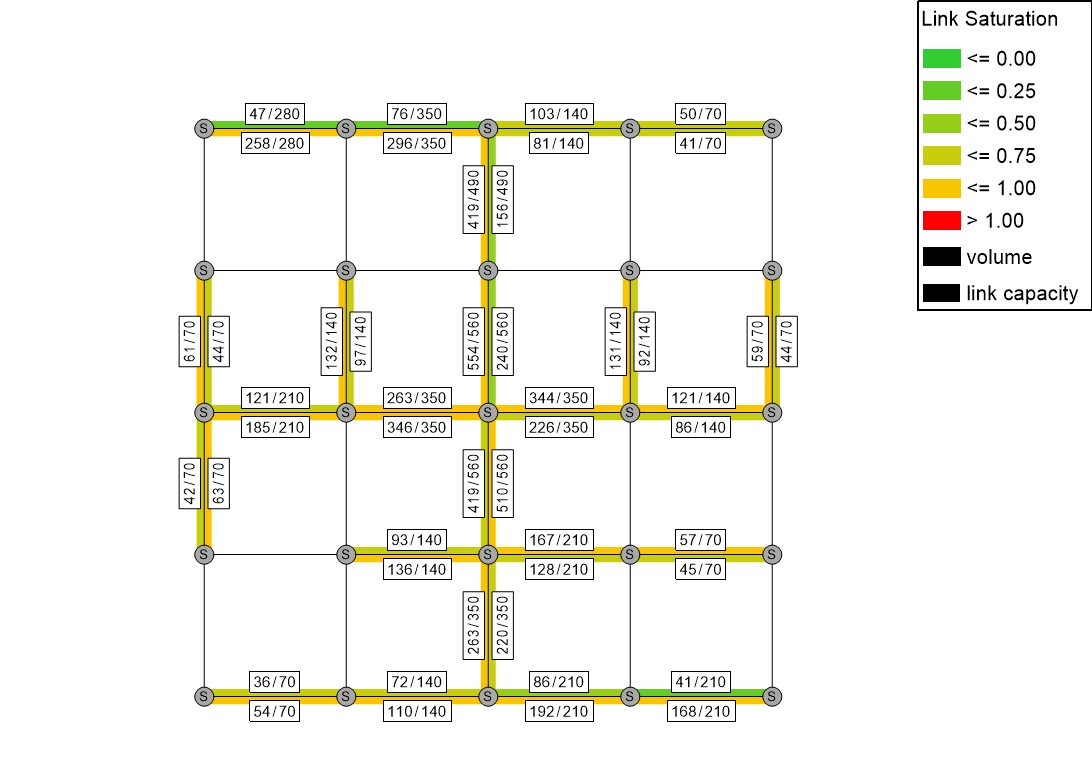 Link Saturation
<= 0.00
<= 0.25
<= 0.50
<= 0.75
<= 1.00
> 1.00
volume
link capacity
47/280
76/350
103/140
50/70
S
S
S
S
S
258/280
296/350
81/140
41/70
419/490
156/490
S
S
S
S
S
61/70
44/70
132/140
97/140
554/560
240/560
131/140
92/140
59/70
44/70
121/210
263/350
344/350
121/140
S
S
S
S
S
185/210
346/350
226/350
86/140
42/70
63/70
419/560
510/560
93/140
167/210
57/70
S
S
S
S
S
136/140
128/210
45/70
263/350
220/350
36/70
72/140
86/210
41/210
S
S
S
S
S
54/70
110/140
192/210
168/210